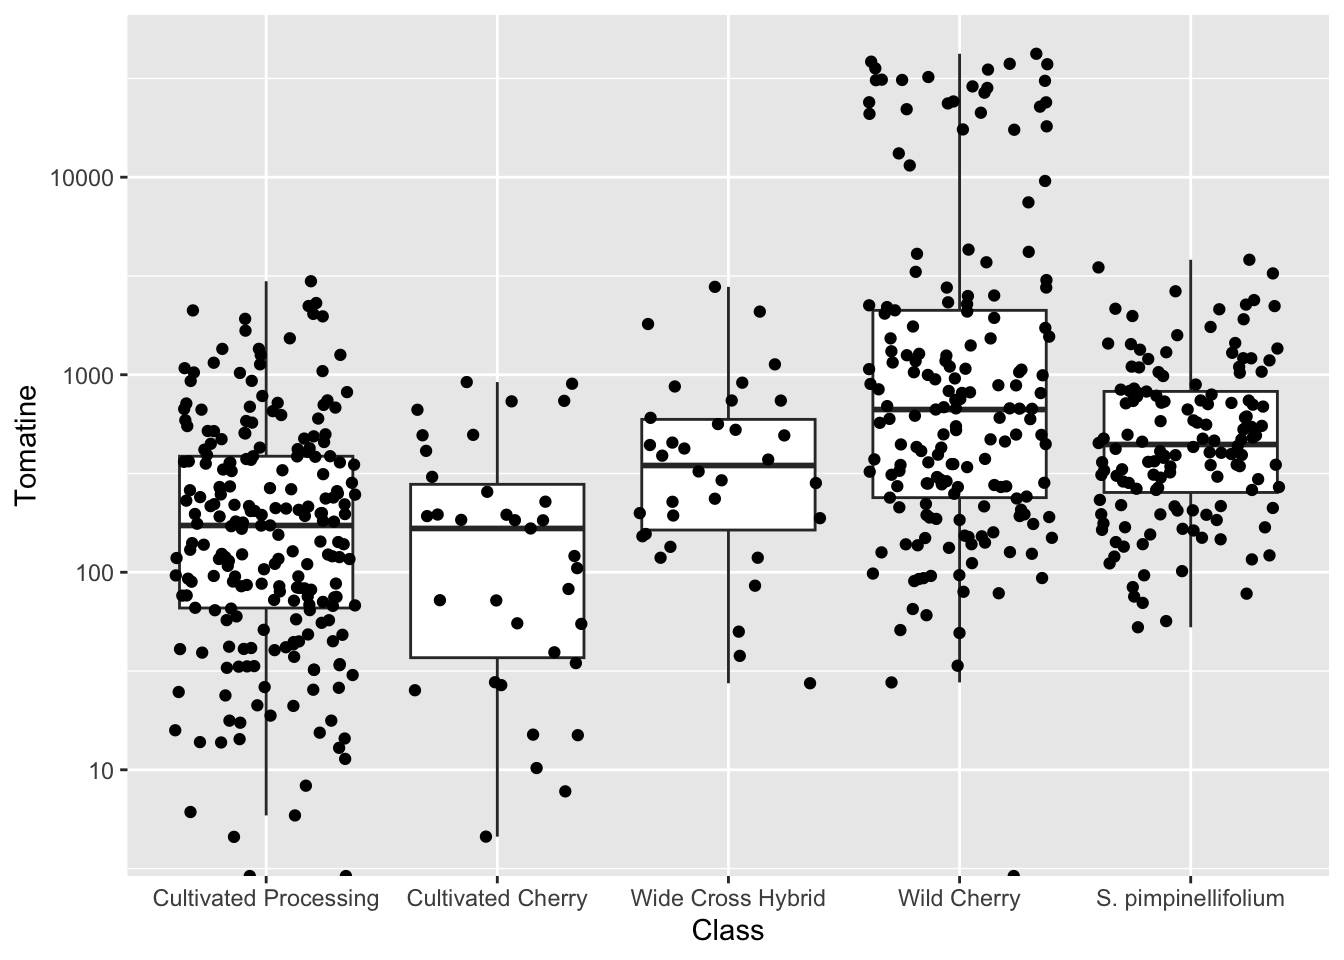 Tomatine
10000
1000
100
10
Cultivated Processing
Cultivated Cherry
Wide Cross Hybrid
Wild Cherry
S. pimpinellifolium
Class